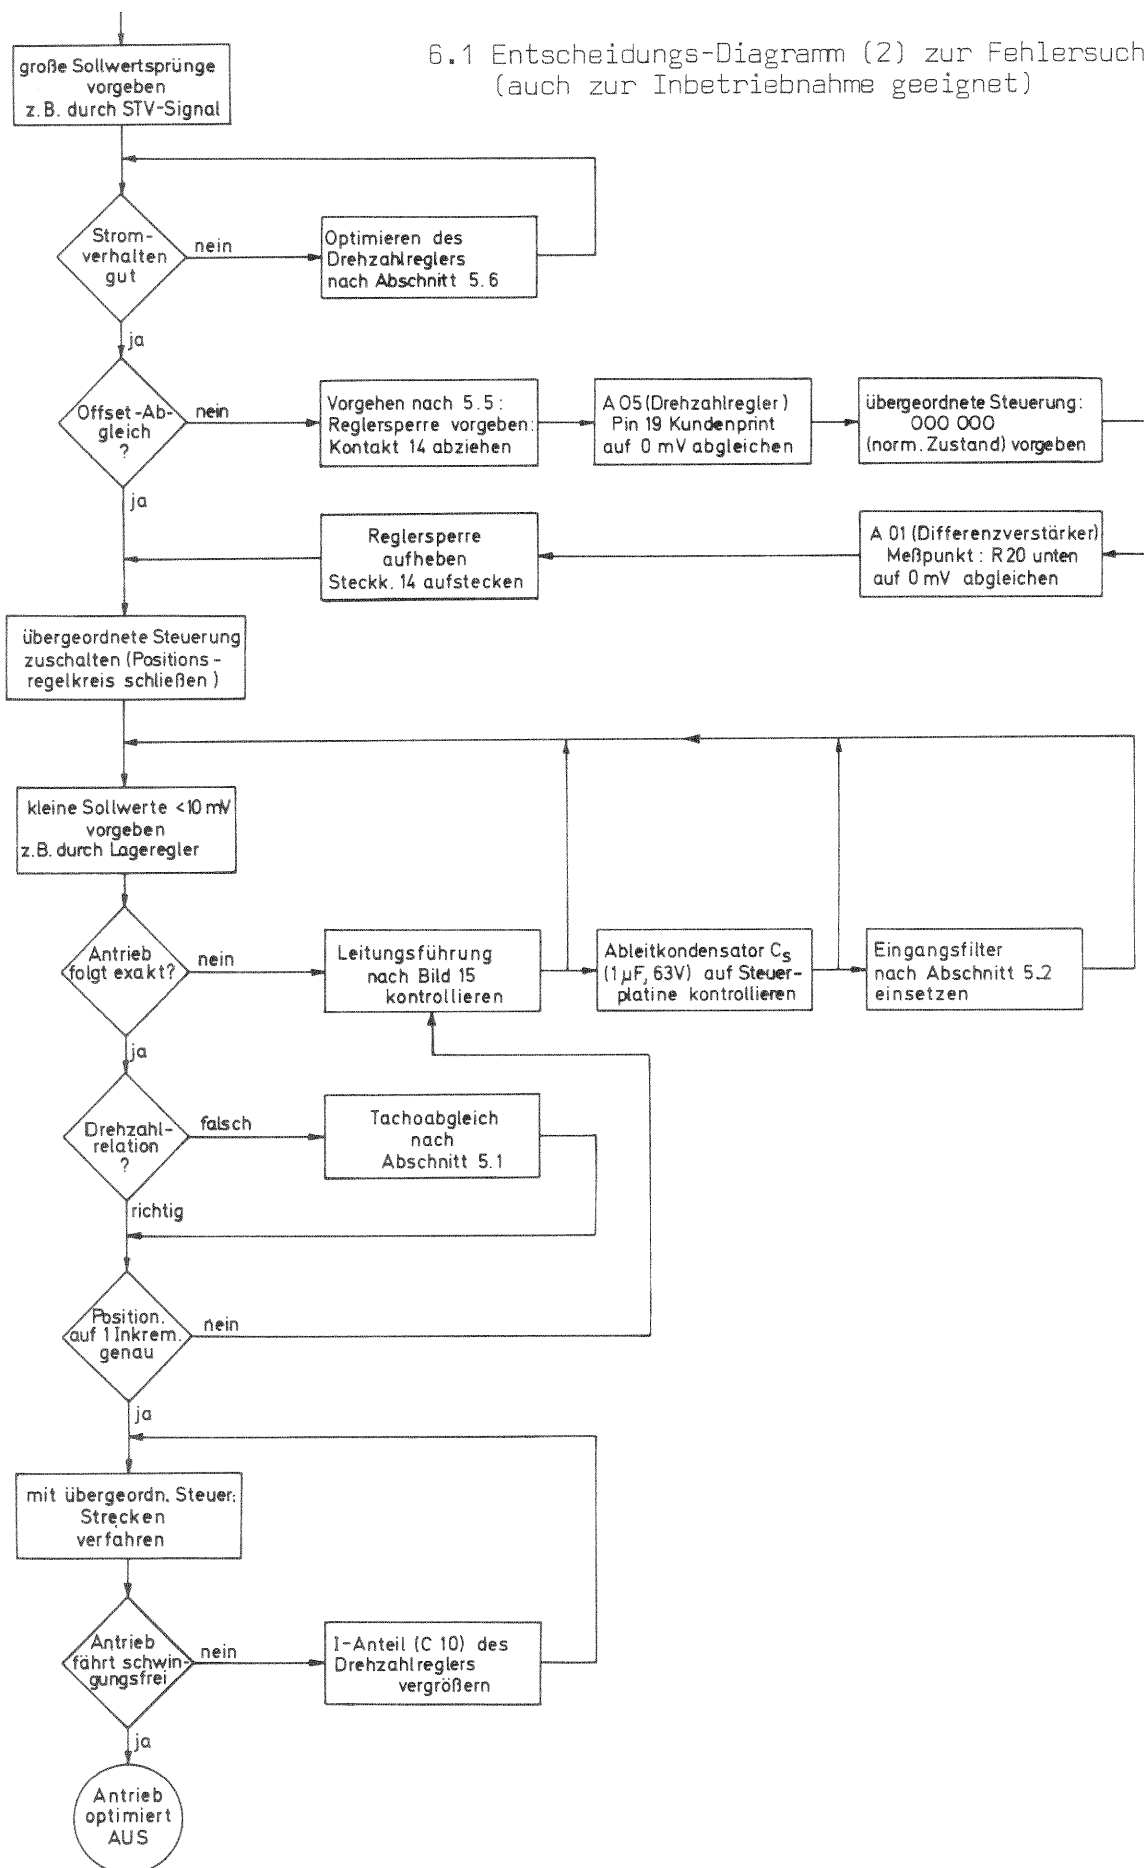 6.1 Entscheidungs-Diagramm (2) zur Fehlersuch
(auch zur Inbetriebnahme geeignet)
große Sollwertsprünge
vorgeben
z.B. durch STV-Signal
Strom-
verhalten
gut
nein
Optimieren des
Drehzahlreglers
nach Abschnitt 5.6
ja
Offset-Ab-
gleich
?
nein
Vorgehen nach 5.5:
Reglersperre vorgeben:
Kontakt 14 abziehen
A 05 (Drehzahlregler)
Pin 19 Kundenprint
auf 0 mV abgleichen
übergeordnete Steuerung:
000 000
(norm. Zustand) vorgeben
ja
Reglersperre
aufheben
Steckk. 14 aufstecken
A 01 (Differenzverstärker)
Meßpunkt: R20 unten
auf 0 mV abgleichen
übergeordnete Steuerung
zuschalten (Positions-
regelkreis schließen)
kleine Sollwerte <10 mV
vorgeben
z.B. durch Lageregler
Antrieb
folgt exakt?
nein
Leitungsführung
nach Bild 15
kontrollieren
Ableitkondensator Cs
(1 µF, 63V) auf Steuer-
platine kontrollieren
Eingangsfilter
nach Abschnitt 5.2
einsetzen
ja
Drehzahl-
relation
?
falsch
Tachoabgleich
nach
Abschnitt 5.1
richtig
Position.
auf 1 Inkrem.
genau
nein
ja
mit übergeordn. Steuer.
Strecken
verfahren
Antrieb
fährt schwin-
gungsfrei
nein
I-Anteil (C 10) des
Drehzahlreglers
vergrößern
ja
Antrieb
optimiert
AUS